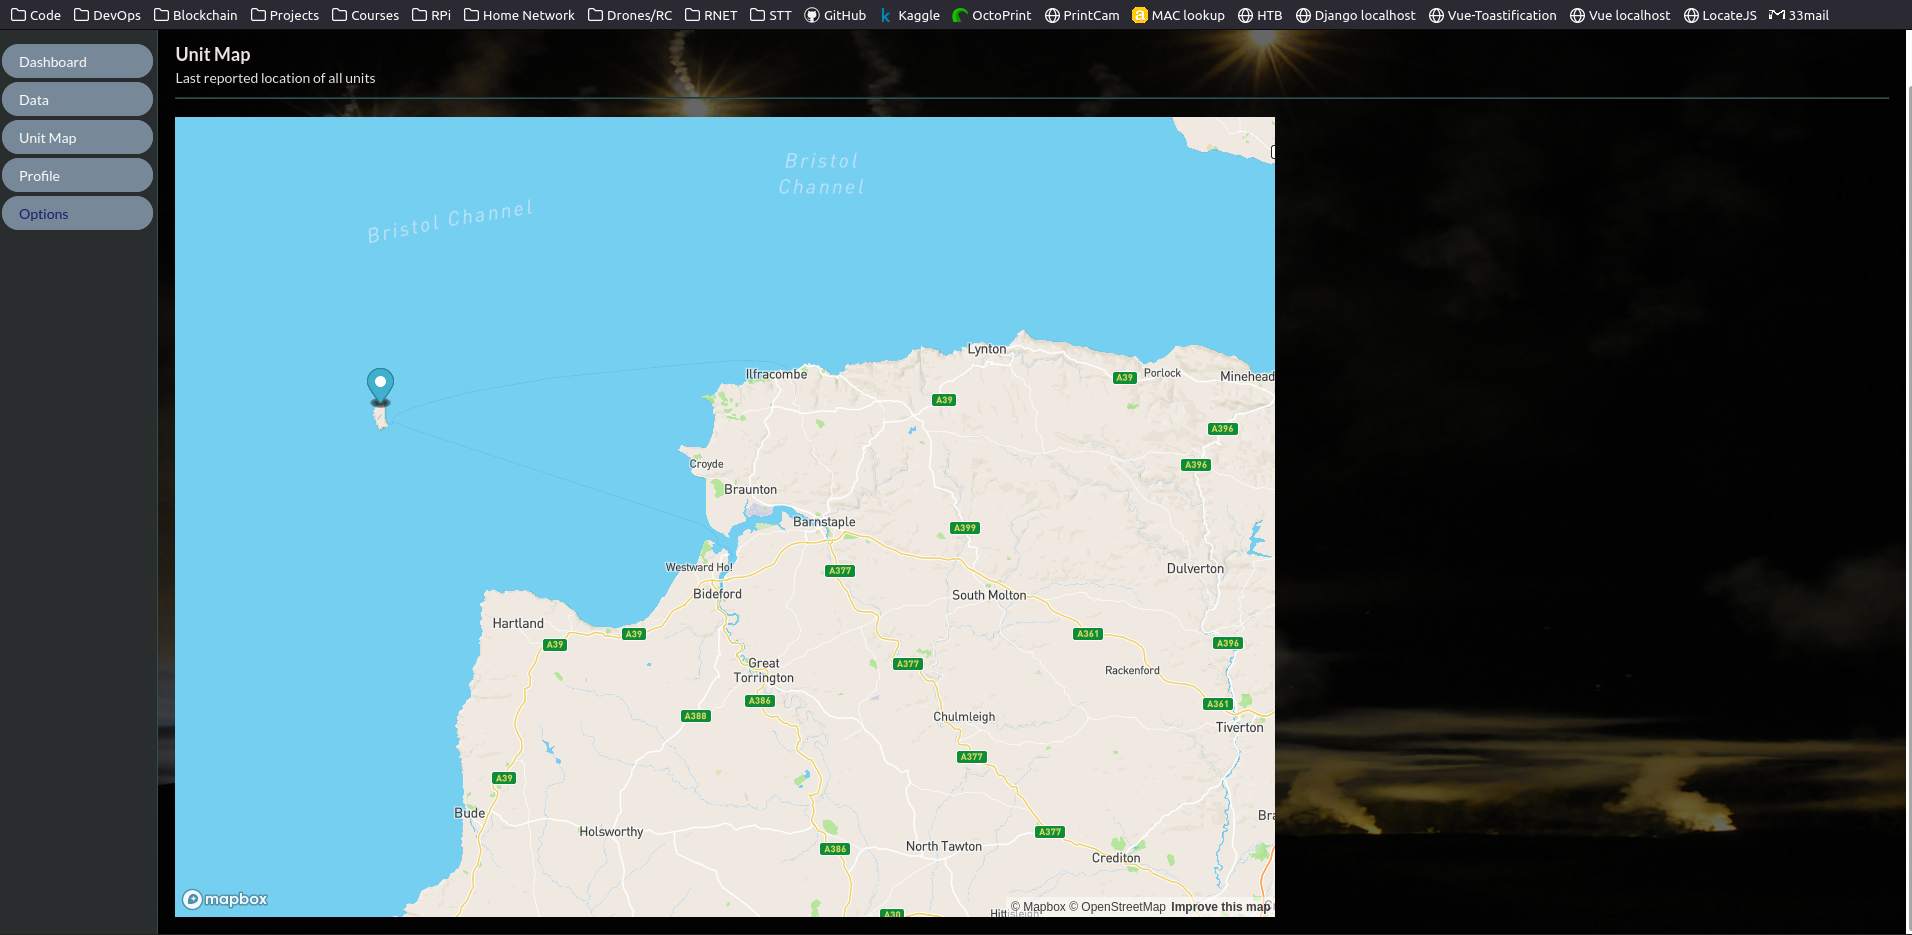 Code DevOps Blockchain Projects Courses RPi Home Network Drones/RC RNET STT GitHub Kaggle OctoPrint PrintCam MAC lookup HTB Django localhost Vue-Toastification Vue localhost LocateJS 33mail
Dashboard
Data
Unit Map
Profile
Options
Unit Map
Last reported location of all units
Bristol
Channel
Bristol Channel
Lynton
Ilfracombe
A39
Porlock
Minehead
A39
A396
Croyde
A396
Braunton
Barnstaple
A399
Westward Ho!
A377
Dulverton
Bideford
South Molton
Hartland
A39
A39
A361
A396
Great
Torrington
A377
Rackenford
A386
A361
A388
Chulmleigh
Tiverton
A377
A39
Bude
Bra
Holsworthy
A377
A386
North Tawton
Crediton
mapbox
© Mapbox © OpenStreetMap Improve this map
A30